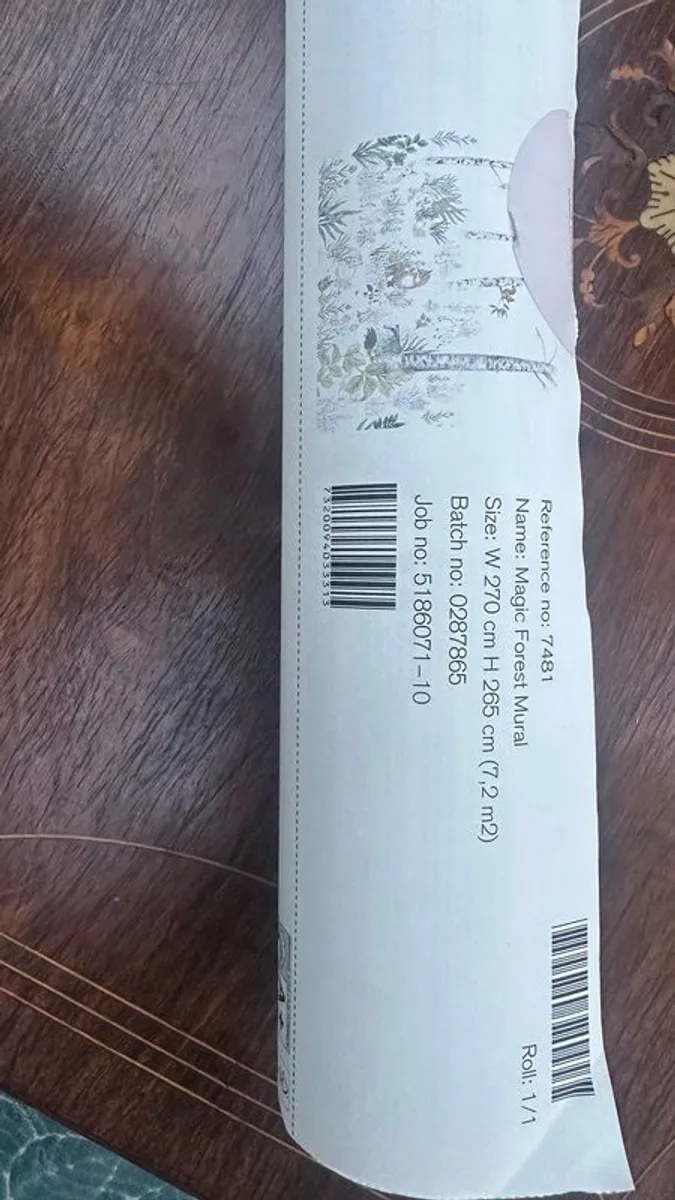 Reference no: 7481
Name: Magic Forest Mural
Size: W 270 cm H 265 cm (7,2 m2)
Batch no: 0287865
Job no: 5186071-10
7320094033313
Roll: 1/1